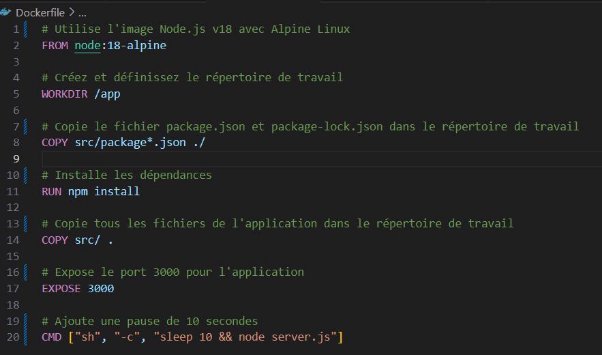 Dockerfile > ...
1 # Utilise l'image Node.js v18 avec Alpine Linux
2 FROM node:18-alpine
3
4 # Créez et définissez le répertoire de travail
5 WORKDIR /app
6
7 # Copie le fichier package.json et package-lock.json dans le répertoire de travail
8 COPY src/package*.json ./
9
10 # Installe les dépendances
11 RUN npm install
12
13 # Copie tous les fichiers de l'application dans le répertoire de travail
14 COPY src/ .
15
16 # Expose le port 3000 pour l'application
17 EXPOSE 3000
18
19 # Ajoute une pause de 10 secondes
20 CMD ["sh", "-c", "sleep 10 && node server.js"]